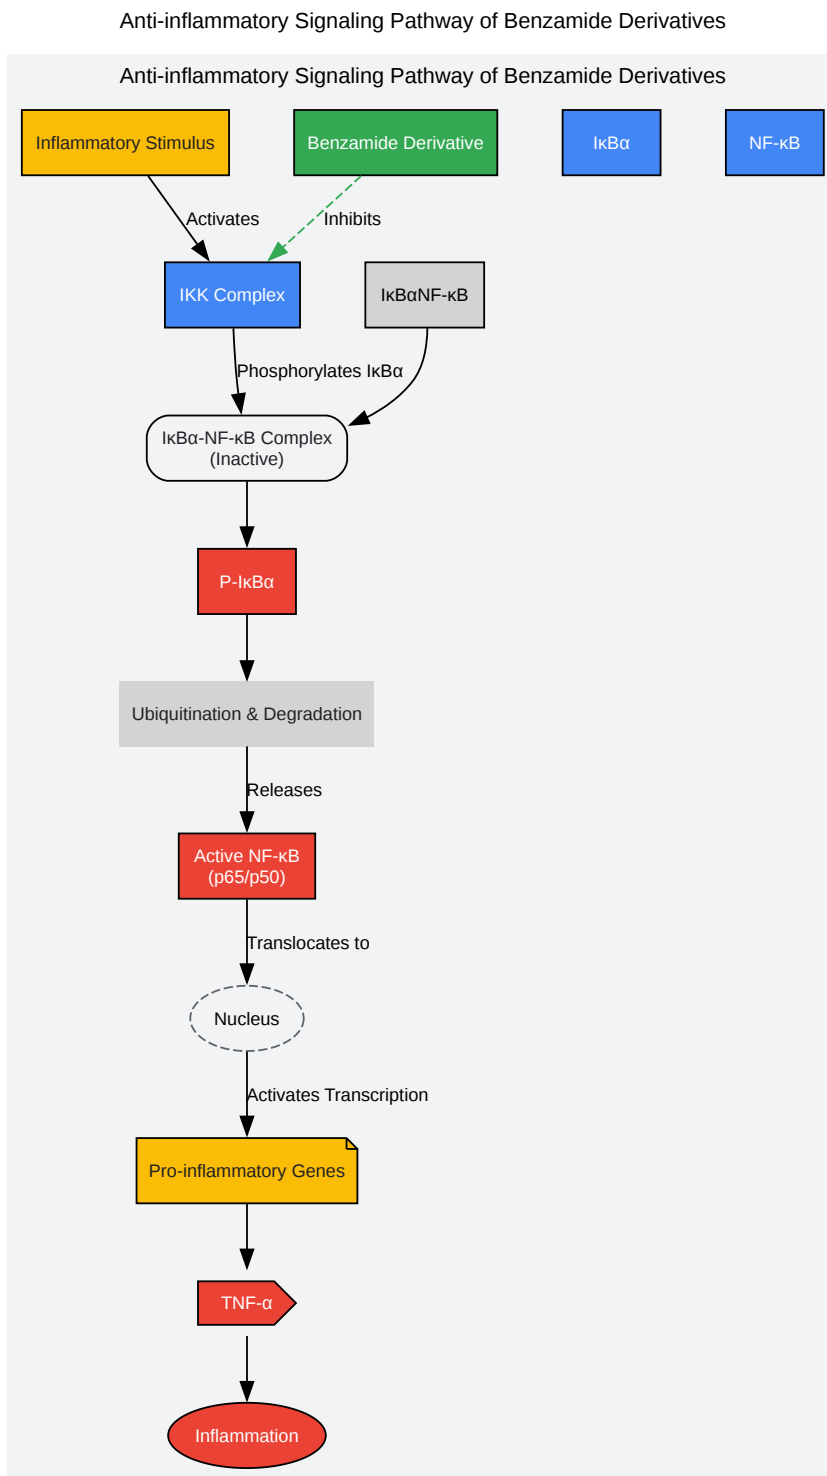 Anti-inflammatory Signaling Pathway of Benzamide Derivatives
Anti-inflammatory Signaling Pathway of Benzamide Derivatives
Inflammatory Stimulus
Benzamide Derivative
IκBα
NF-κB
Activates
Inhibits
IKK Complex
IκBαNF-κB
Phosphorylates IκBα
IκBα-NF-κB Complex
(Inactive)
P-IκBα
Ubiquitination & Degradation
Releases
Active NF-κB
(p65/p50)
Translocates to
Nucleus
Activates Transcription
Pro-inflammatory Genes
TNF-α
Inflammation